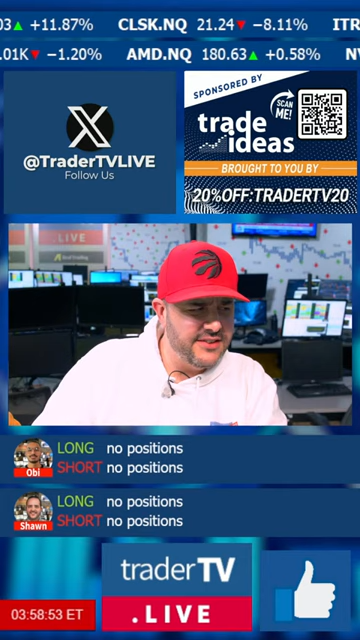 03▲ +11.87% CLSK.NQ 21.24▼ −8.11% ITR
.01K▼ −1.20% AMD.NQ 180.63▲ +0.58% NV
@TraderTVLIVE
Follow Us
SPONSORED BY
SCAN ME!
trade ideas
BROUGHT TO YOU BY
20%OFF:TRADERTV20
LIVE
LONG no positions
SHORT no positions
Obi
LONG no positions
SHORT no positions
Shawn
traderTV
.LIVE
03:58:53 ET